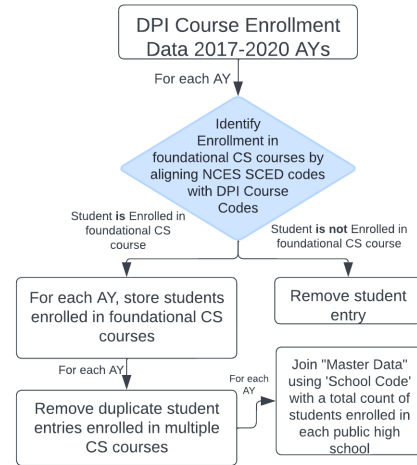 DPI Course Enrollment
Data 2017-2020 AYs
For each AY
Identify
Enrollment in
foundational CS courses by
aligning NCES SCED codes
with DPI Course
Codes
Student is Enrolled in
foundational CS
course
Student is not Enrolled in
foundational CS course
For each AY, store students
enrolled in foundational CS
courses
Remove student
entry
For each AY
Remove duplicate student
entries enrolled in multiple
CS courses
For each
AY
Join "Master Data"
using 'School Code'
with a total count of
students enrolled in
each public high
school